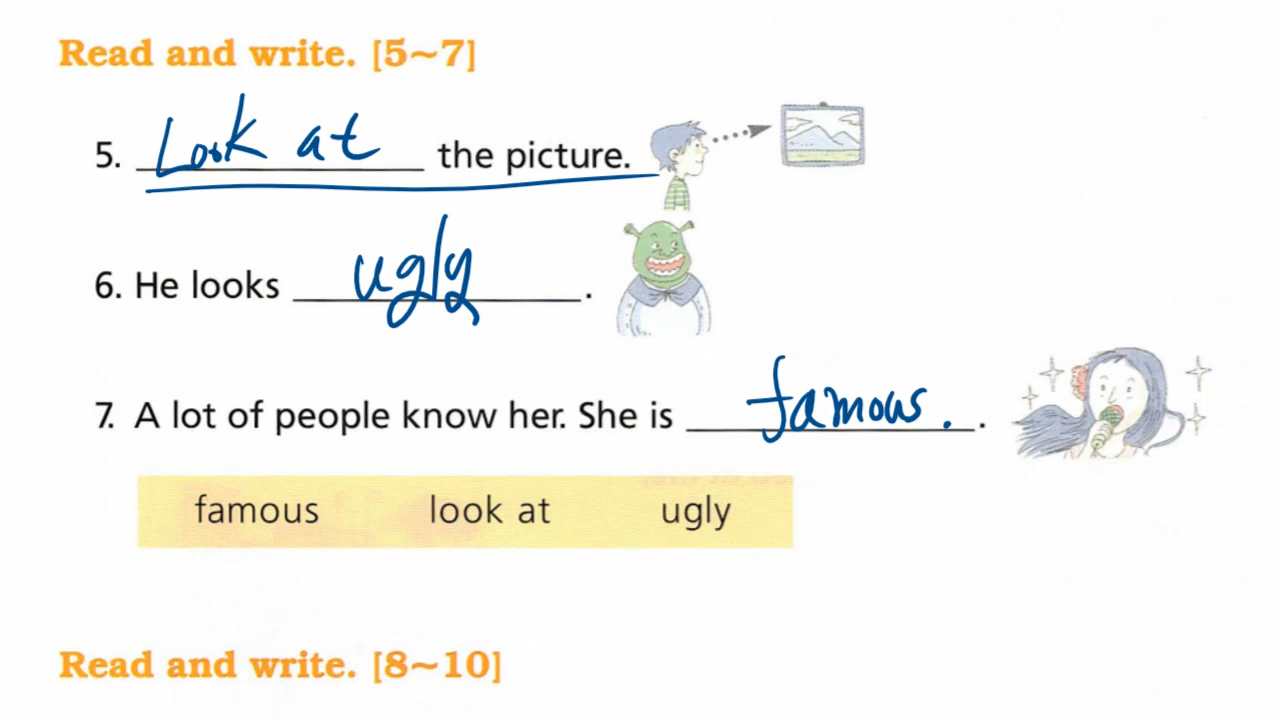 Read and write. [5~7]
5. Look at the picture.
6. He looks ugly.
7. A lot of people know her. She is famous. .
famous look at ugly
Read and write. [8~10]